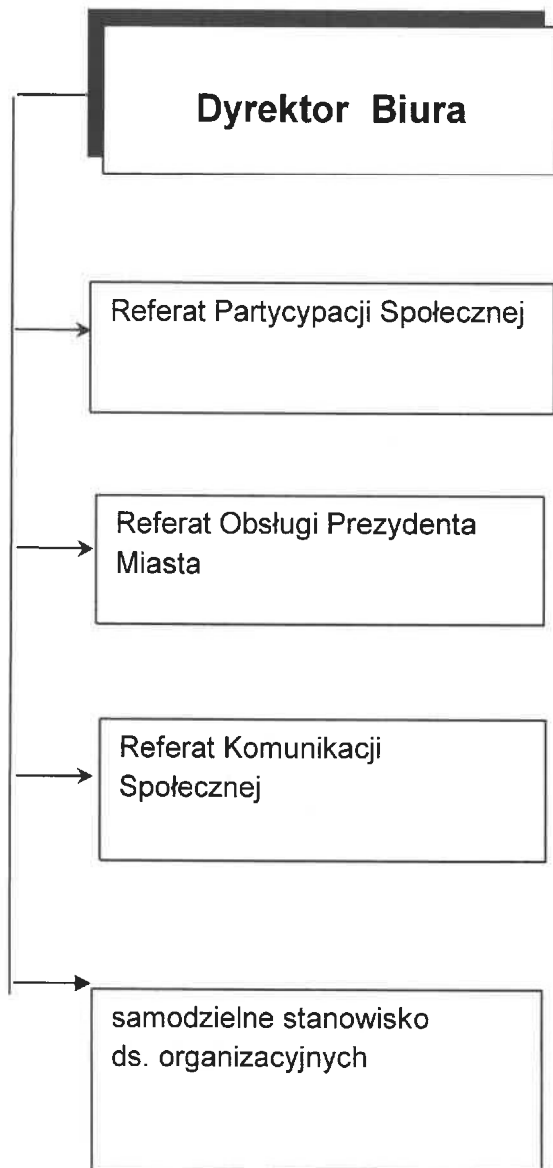 Dyrektor Biura
Referat Partycypacji Społecznej
Referat Obsługi Prezydenta
Miasta
Referat Komunikacji
Społecznej
samodzielne stanowisko
ds. organizacyjnych